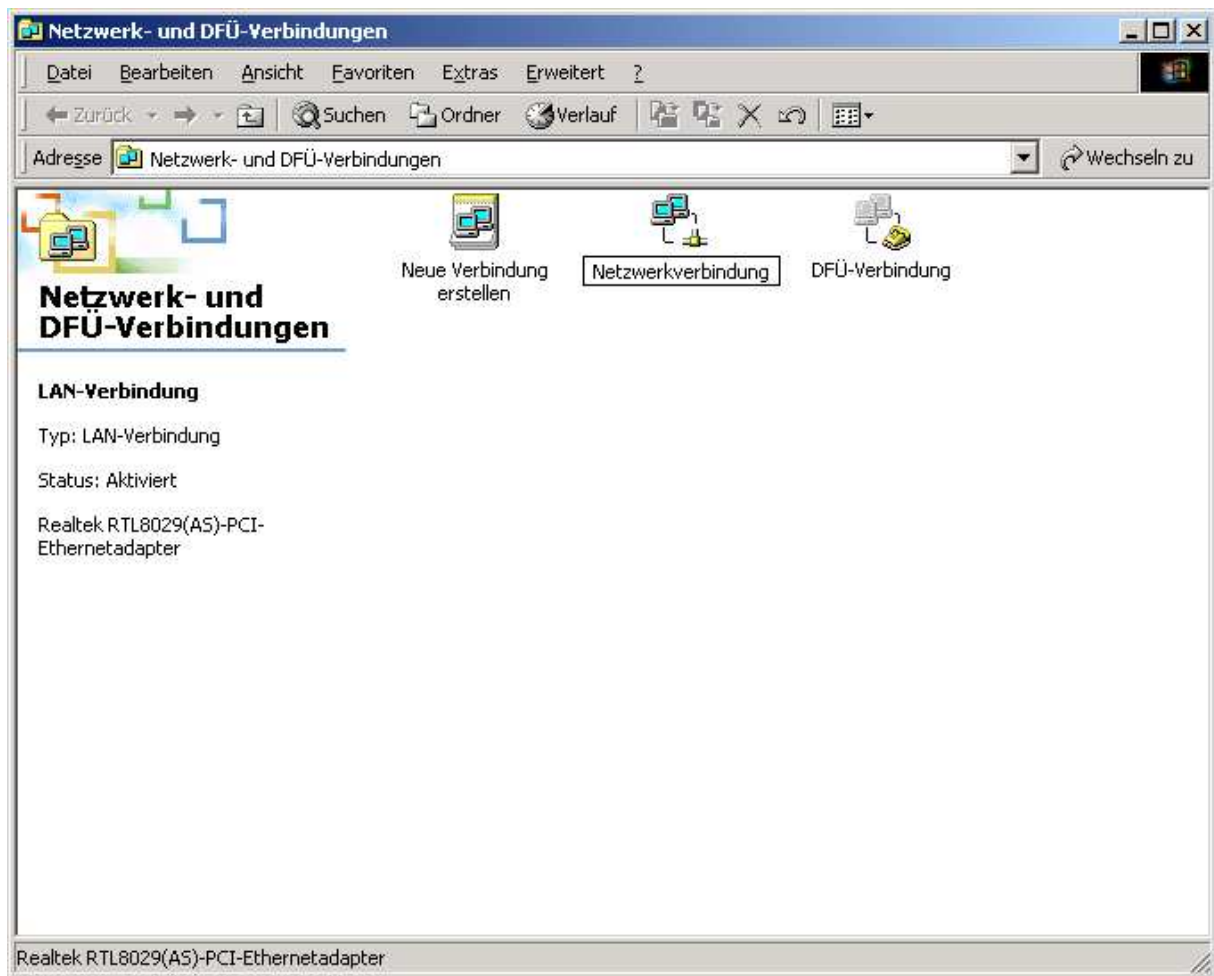 Netzwerk- und DFÜ-Verbindungen
Datei Bearbeiten Ansicht Favoriten Extras Erweitert ?
Zurück Suchen Ordner Verlauf
Adresse Netzwerk- und DFÜ-Verbindungen Wechseln zu
Netzwerk- und
DFÜ-Verbindungen
LAN-Verbindung
Typ: LAN-Verbindung
Status: Aktiviert
Realtek RTL8029(AS)-PCI-
Ethernetadapter
Neue Verbindung
erstellen
Netzwerkverbindung
DFÜ-Verbindung
Realtek RTL8029(AS)-PCI-Ethernetadapter